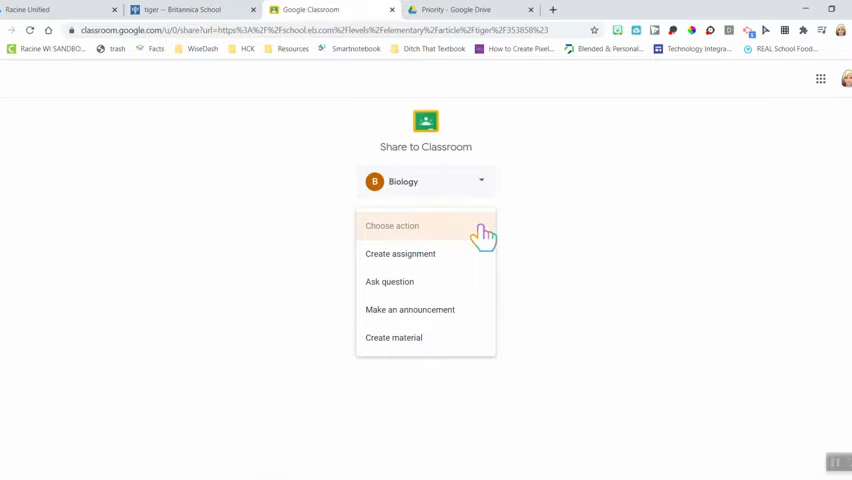 Racine Unified
tiger -- Britannica School
Google Classroom
Priority - Google Drive
classroom.google.com/u/0/share?url=https%3A%2F%2Fschool.eb.com%2Flevels%2Felementary%2Farticle%2Ftiger%2F353858%23
Racine WI SANDBO...
trash
Facts
WiseDash
HCK
Resources
Smartnotebook
Ditch That Textbook
How to Create Pixel...
Blended & Personal...
Technology Integra...
REAL School Food...
Share to Classroom
B Biology
Choose action
Create assignment
Ask question
Make an announcement
Create material